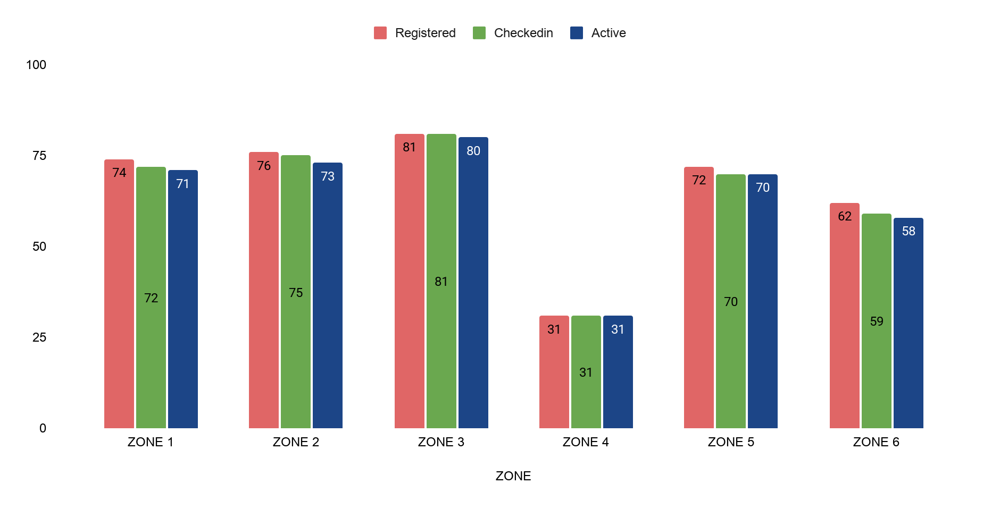 Registered Checkedin Active
100
75
50
25
0
74 72 71
76 75 73
81 81 80
31 31 31
72 70 70
62 59 58
ZONE 1 ZONE 2 ZONE 3 ZONE 4 ZONE 5 ZONE 6
ZONE